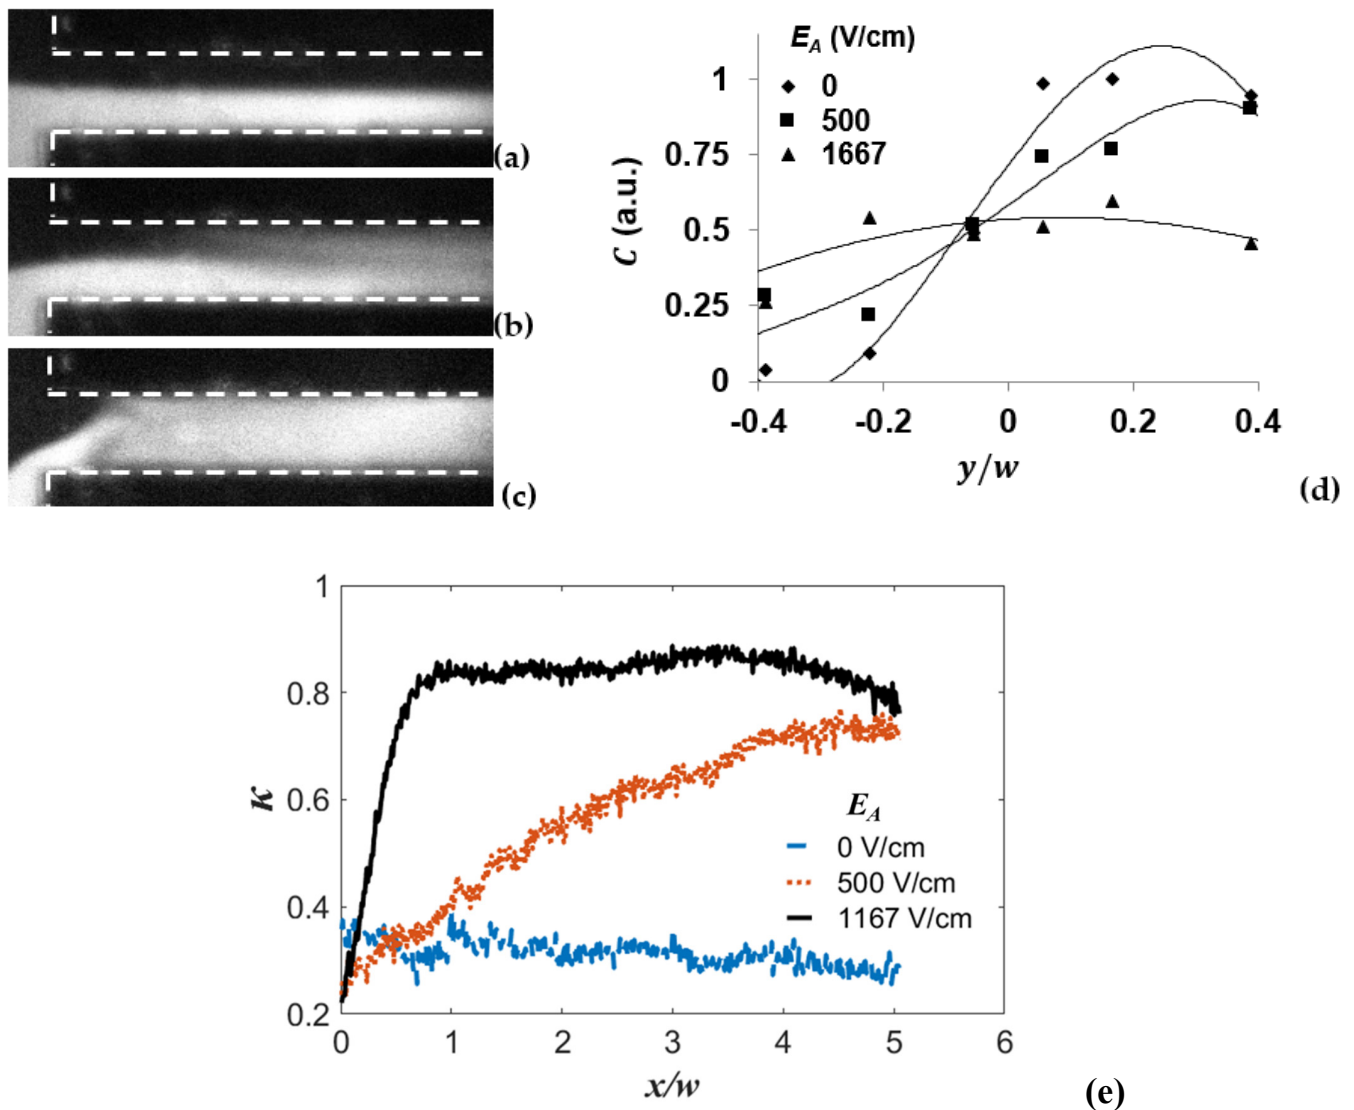 (a)
(b)
(c)
E_A (V/cm)
0
500
1667
1
0.75
0.5
0.25
0
C (a.u.)
-0.4 -0.2 0 0.2 0.4
y/w
(d)
1
0.8
0.6
0.4
0.2
κ
E_A
0 V/cm
500 V/cm
1167 V/cm
0 1 2 3 4 5 6
x/w
(e)